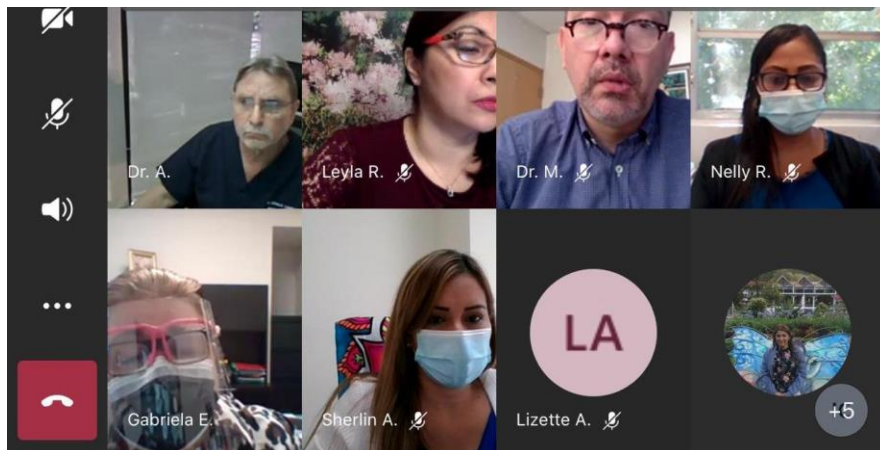 Dr. A.
Leyla R.
Dr. M.
Nelly R.
Gabriela E.
Sherlin A.
LA
Lizette A.
+5